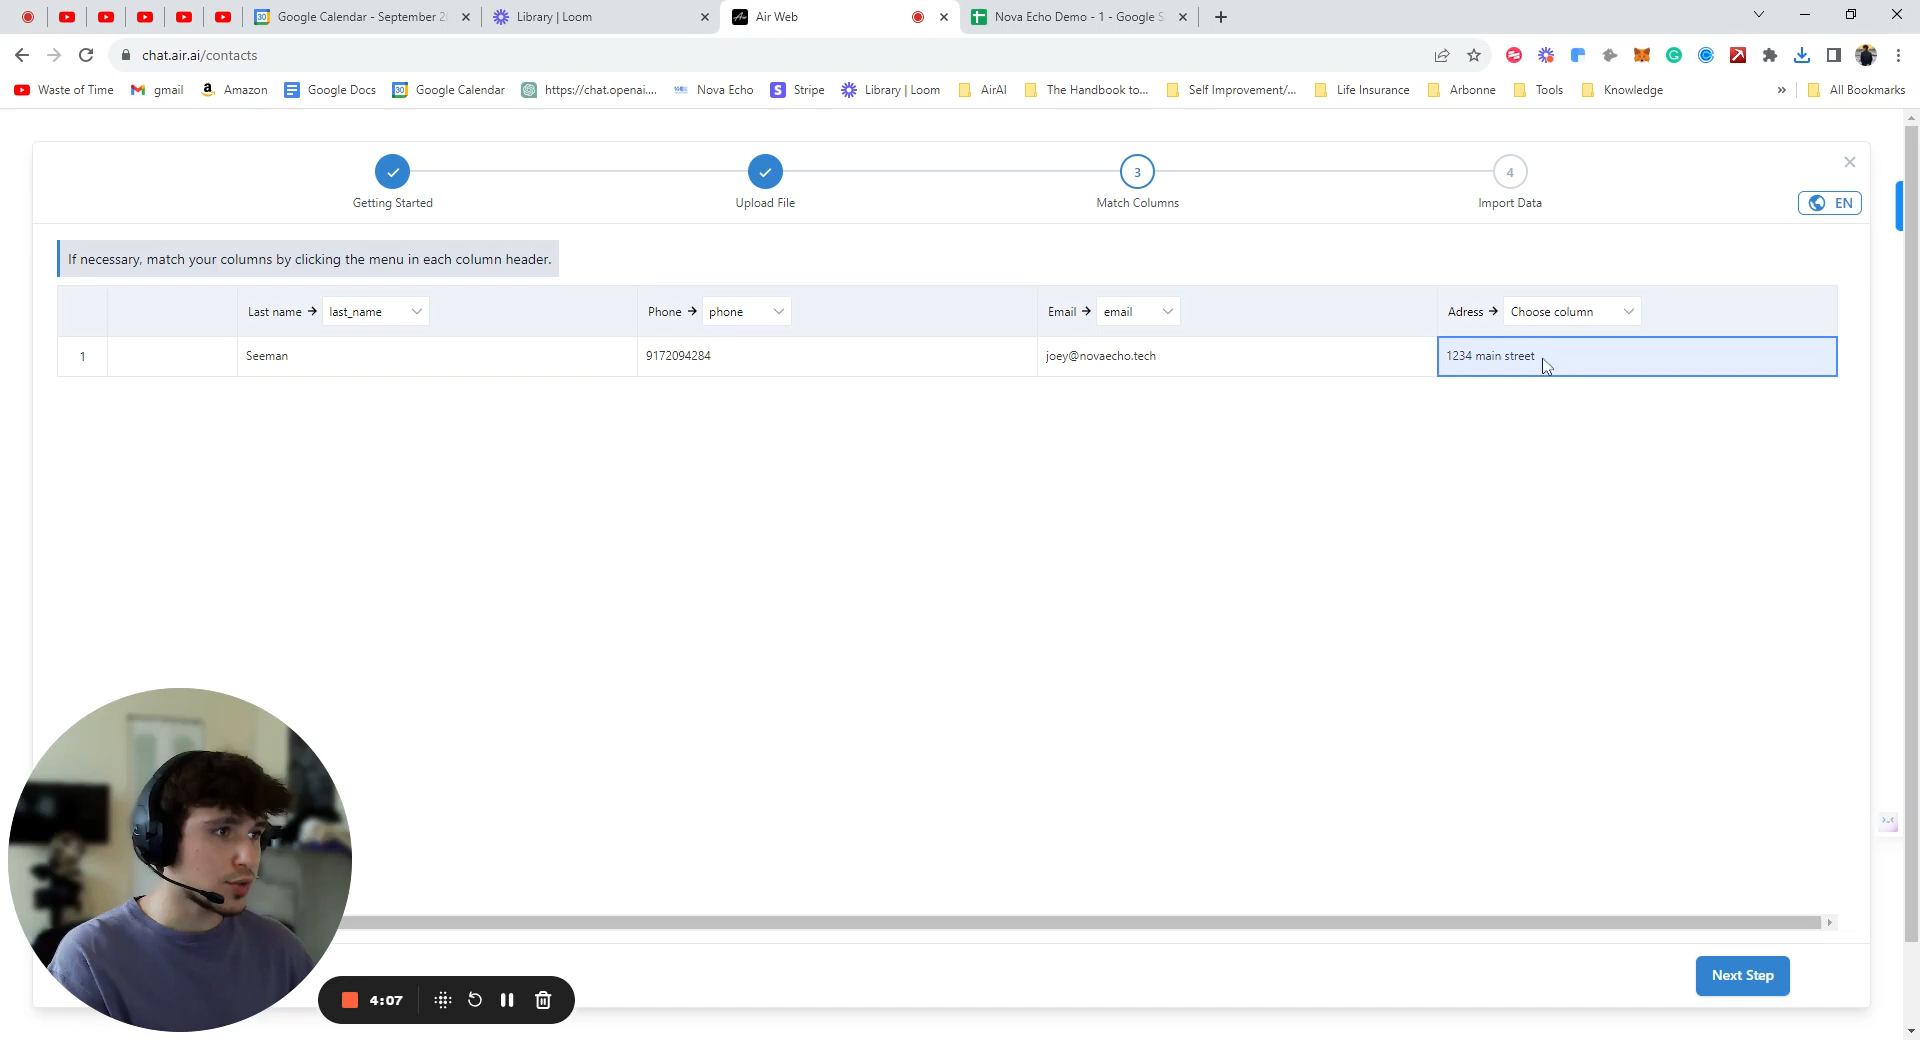 Google Calendar - September 2
Library | Loom
Air Web
Nova Echo Demo - 1 - Google S
chat.air.ai/contacts
Waste of Time
gmail
Amazon
Google Docs
Google Calendar
https://chat.openai....
Nova Echo
Stripe
Library | Loom
AirAI
The Handbook to...
Self Improvement/...
Life Insurance
Arbonne
Tools
Knowledge
»
All Bookmarks
Getting Started
Upload File
3
Match Columns
4
Import Data
EN
If necessary, match your columns by clicking the menu in each column header.
Last name → last_name
Phone → phone
Email → email
Adress → Choose column
1
Seeman
9172094284
joey@novaecho.tech
1234 main street
Next Step
4:07